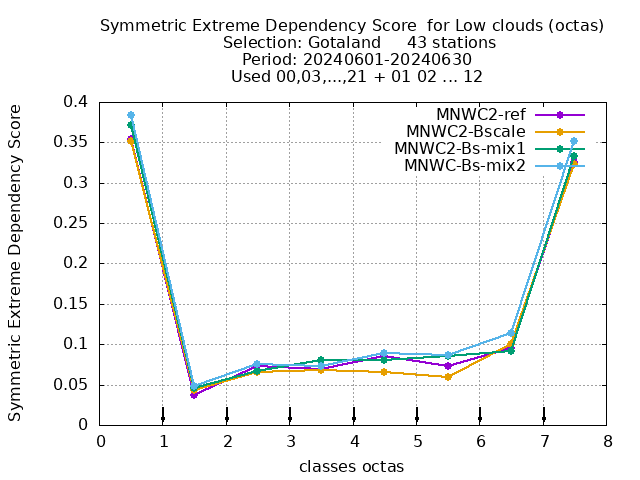 Symmetric Extreme Dependency Score  for Low clouds (octas)
Selection: Gotaland     43 stations
Period: 20240601-20240630
Used 00,03,...,21 + 01 02 ... 12
Symmetric Extreme Dependency Score
0.4
0.35
0.3
0.25
0.2
0.15
0.1
0.05
0
MNWC2-ref
MNWC2-Bscale
MNWC2-Bs-mix1
MNWC-Bs-mix2
0 1 2 3 4 5 6 7 8
classes octas